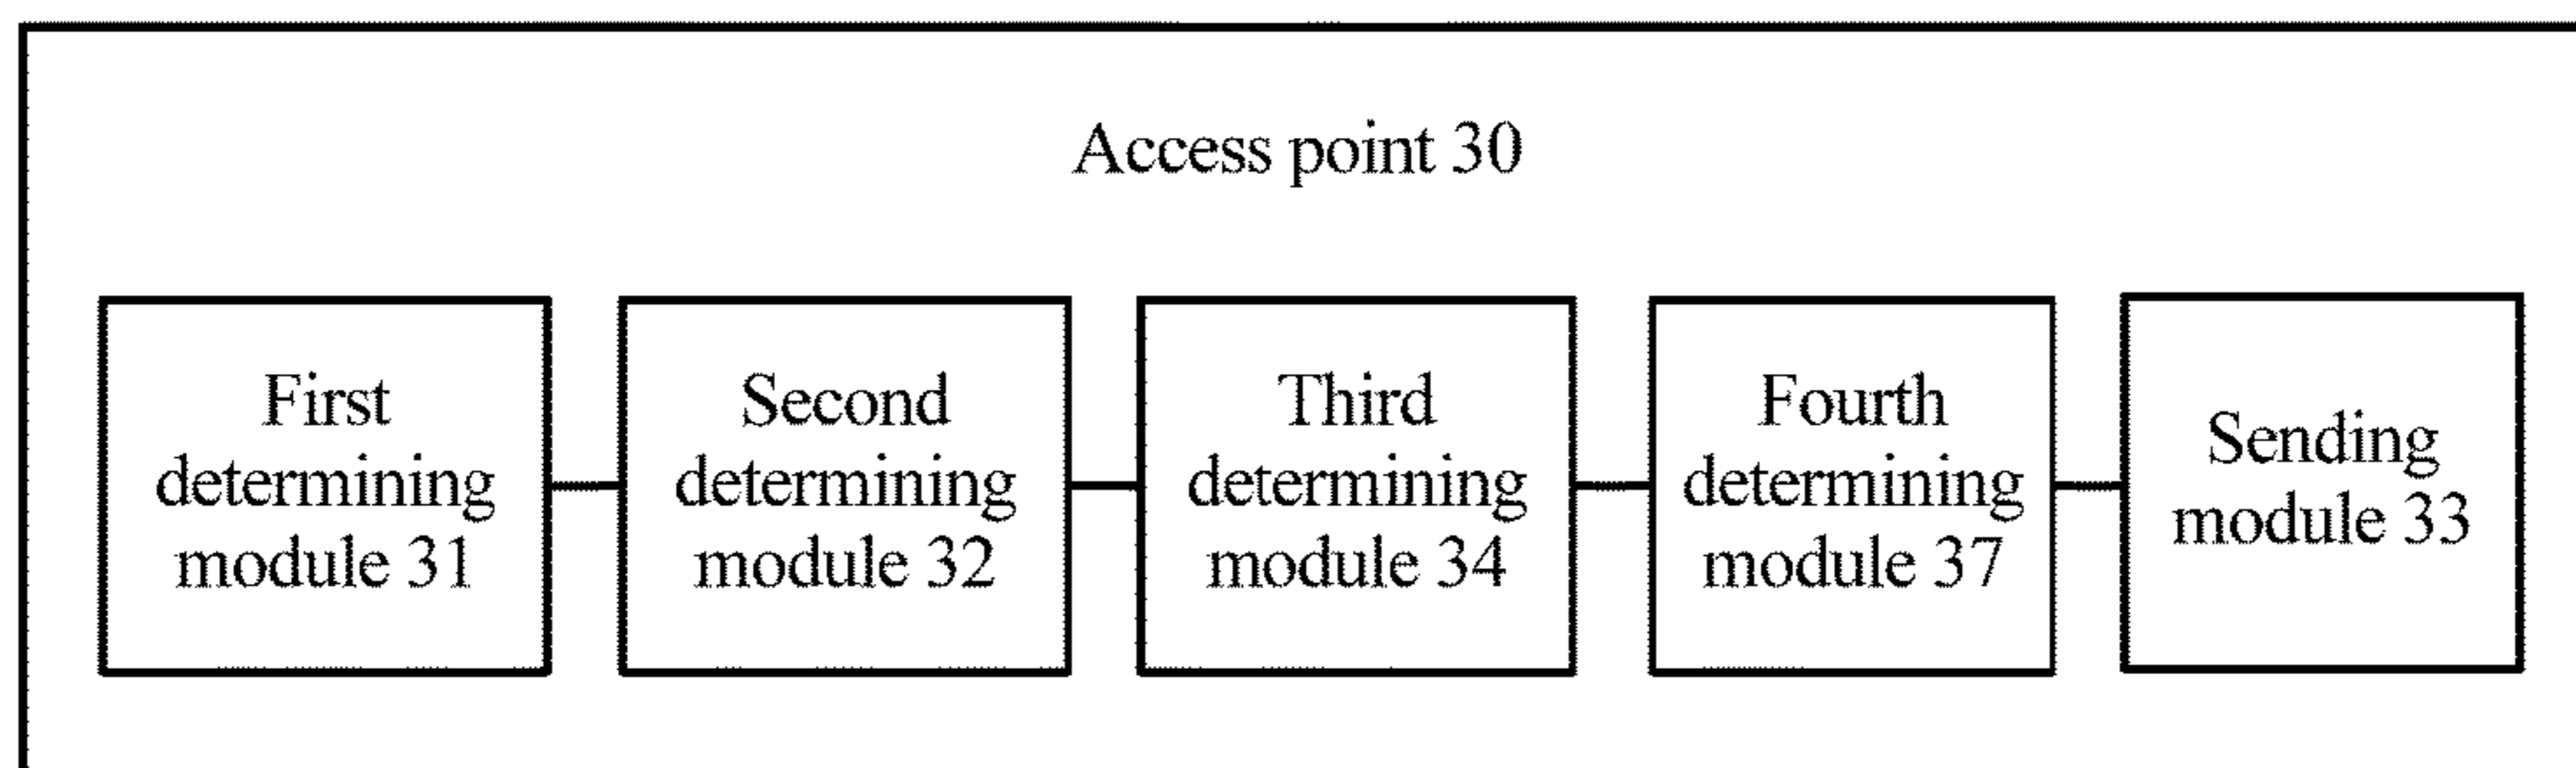 Access point 30
First
determining
module 31
Second
determining
module 32
Third
determining
module 34
Fourth
determining
module 37
Sending
module 33